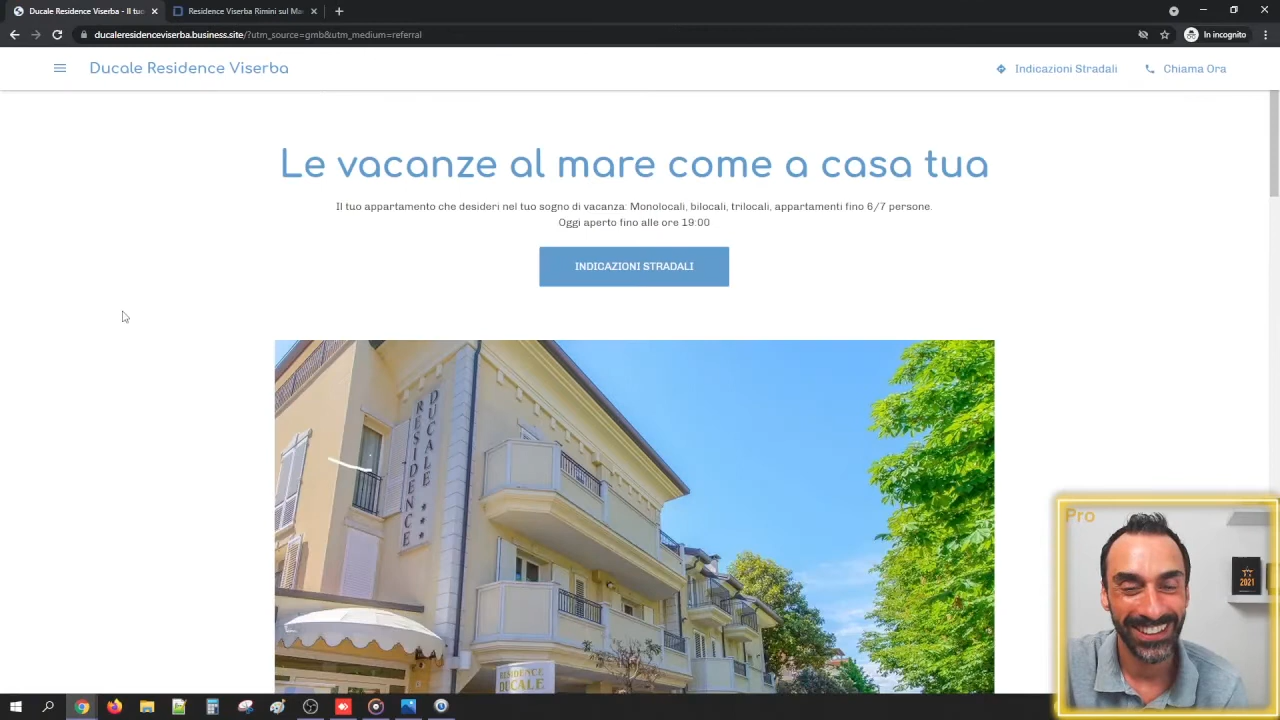 Ducale Residence Viserba - Il tuo
Residence Viserba Rimini sul Ma
ducaleresidenceviserba.business.site/?utm_source=gmb&utm_medium=referral
In incognito
Ducale Residence Viserba
Indicazioni Stradali
Chiama Ora
Le vacanze al mare come a casa tua
Il tuo appartamento che desideri nel tuo sogno di vacanza: Monolocali, bilocali, trilocali, appartamenti fino 6/7 persone.
Oggi aperto fino alle ore 19:00
INDICAZIONI STRADALI
DUCALE
RESIDENCE
RESIDENCE
DUCALE
Pro
2021